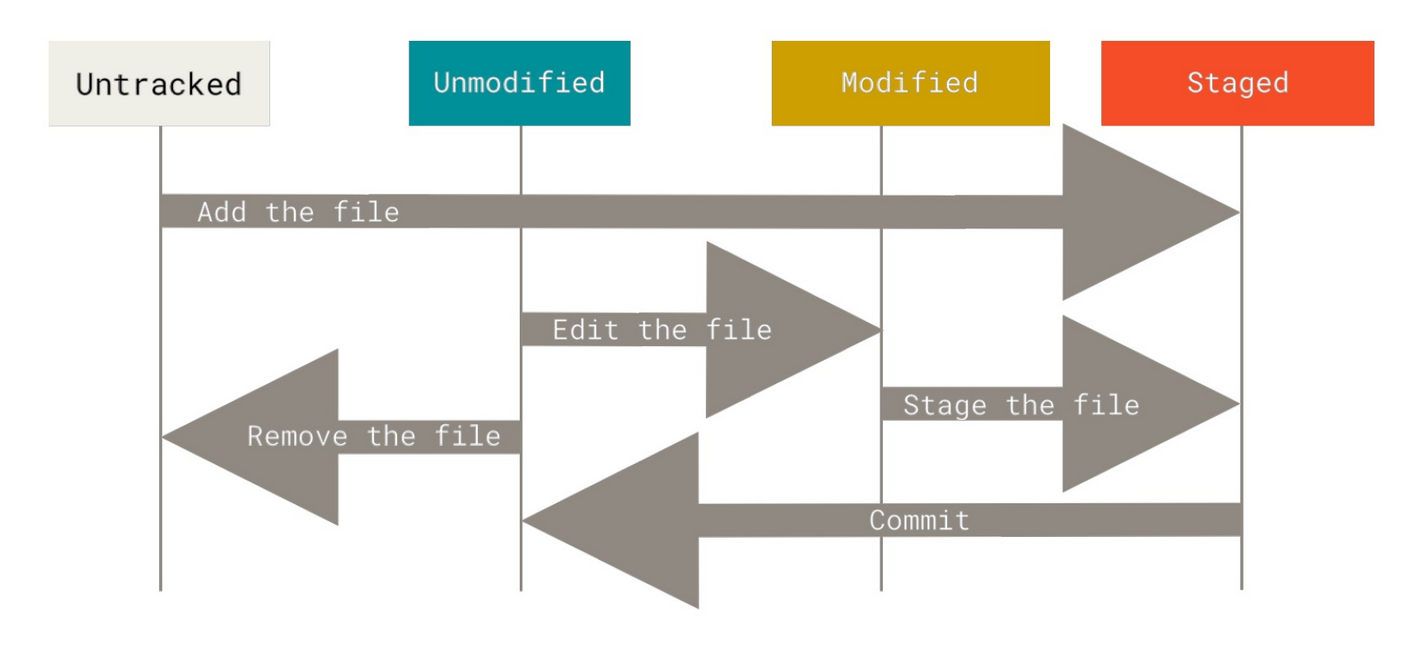 Untracked
Unmodified
Modified
Staged
Add the file
Edit the file
Stage the file
Remove the file
Commit